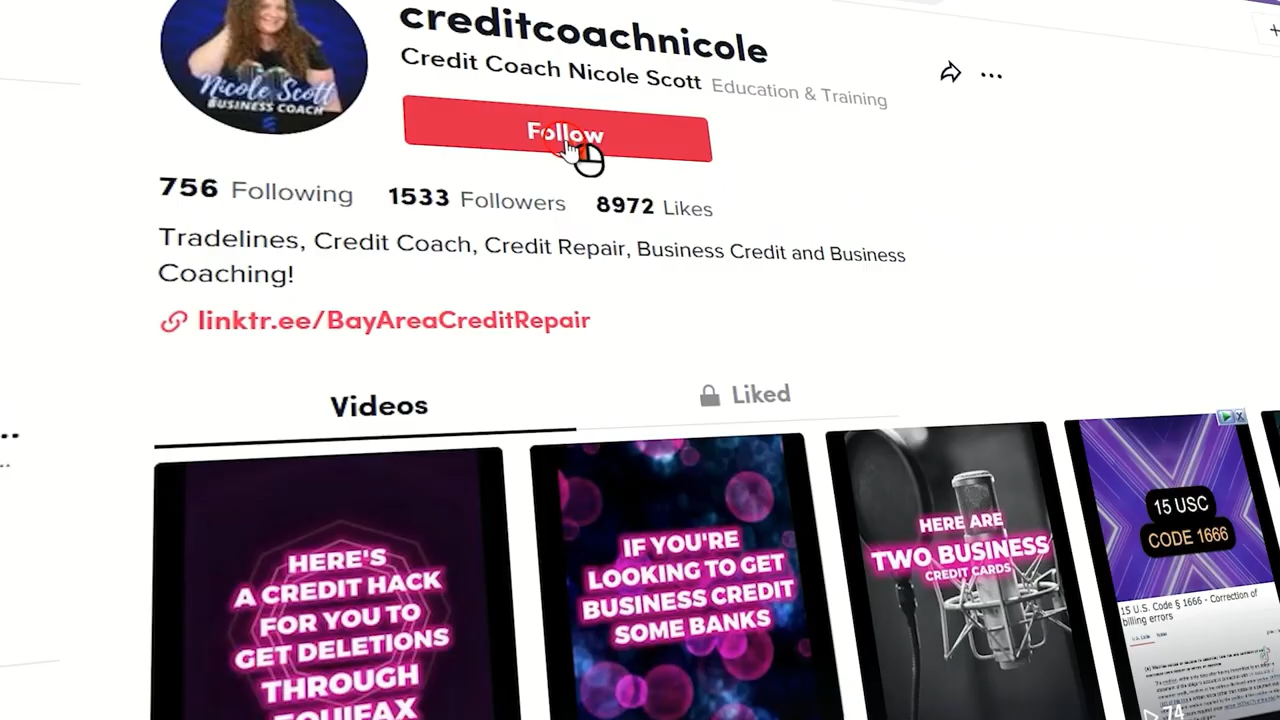 creditcoachnicole
Credit Coach Nicole Scott Education & Training
Nicole Scott
BUSINESS COACH
Follow
756 Following 1533 Followers 8972 Likes
Tradelines, Credit Coach, Credit Repair, Business Credit and Business
Coaching!
linktr.ee/BayAreaCreditRepair
Videos
Liked
HERE'S
A CREDIT HACK
FOR YOU TO
GET DELETIONS
THROUGH
EQUIFAX
IF YOU'RE
LOOKING TO GET
BUSINESS CREDIT
SOME BANKS
HERE ARE
TWO BUSINESS
CREDIT CARDS
15 USC
CODE 1666
15 U.S. Code § 1666 - Correction of
billing errors
74